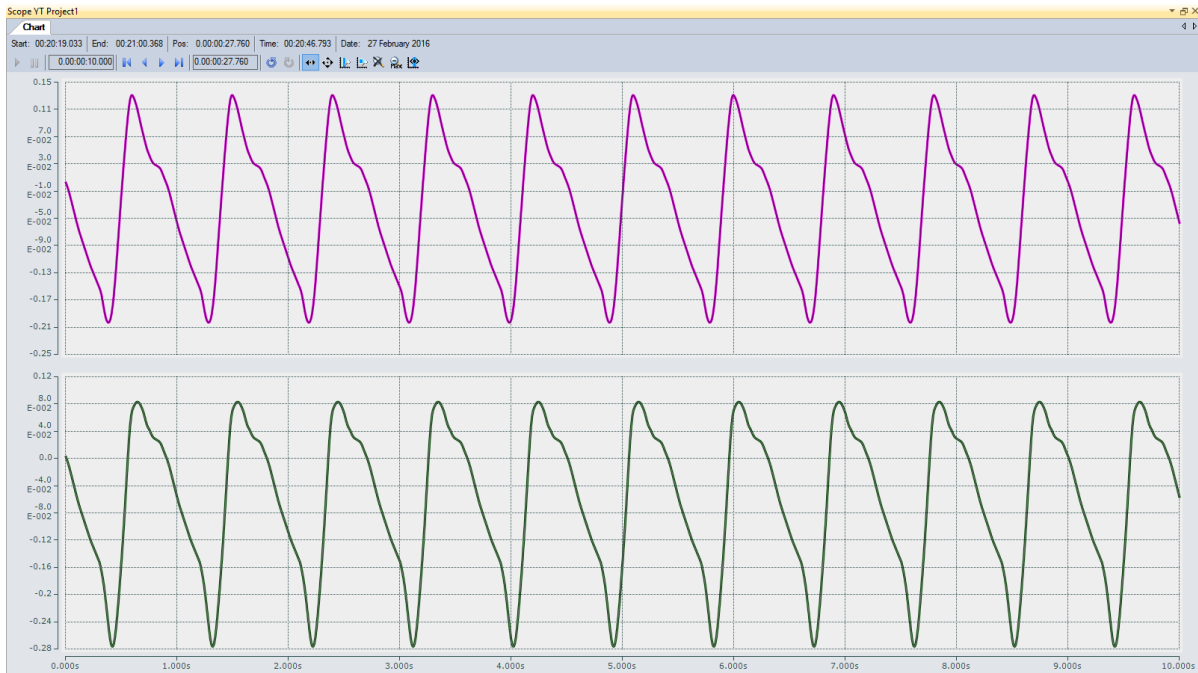 Scope YT Project1
Chart
Start: 00:20:19.033 End: 00:21:00.368 Pos: 0.00:00:27.760 Time: 00:20:46.793 Date: 27 February 2016
0.00:00:10.000 0.00:00:27.760
0.15
0.11
7.0
E-002
3.0
E-002
-1.0
E-002
-5.0
E-002
-9.0
E-002
-0.13
-0.17
-0.21
-0.25
0.12
8.0
E-002
4.0
E-002
0.0
-4.0
E-002
-8.0
E-002
-0.12
-0.16
-0.2
-0.24
-0.28
0.000s 1.000s 2.000s 3.000s 4.000s 5.000s 6.000s 7.000s 8.000s 9.000s 10.000s